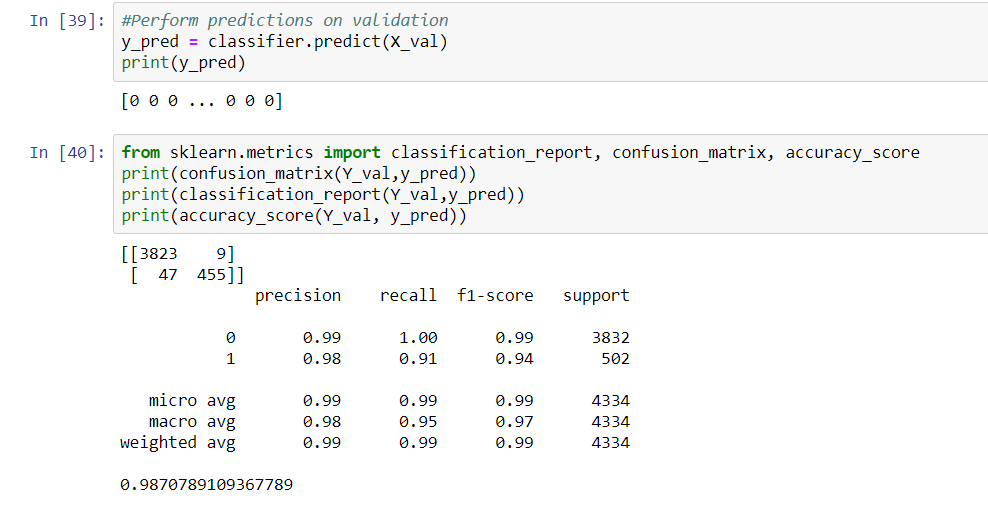 In [39]: #Perform predictions on validation
y_pred = classifier.predict(X_val)
print(y_pred)
[0 0 0 ... 0 0 0]
In [40]: from sklearn.metrics import classification_report, confusion_matrix, accuracy_score
print(confusion_matrix(Y_val,y_pred))
print(classification_report(Y_val,y_pred))
print(accuracy_score(Y_val, y_pred))
[[3823    9]
 [  47  455]]
              precision    recall  f1-score   support
           0       0.99      1.00      0.99      3832
           1       0.98      0.91      0.94       502
   micro avg       0.99      0.99      0.99      4334
   macro avg       0.98      0.95      0.97      4334
weighted avg       0.99      0.99      0.99      4334
0.9870789109367789